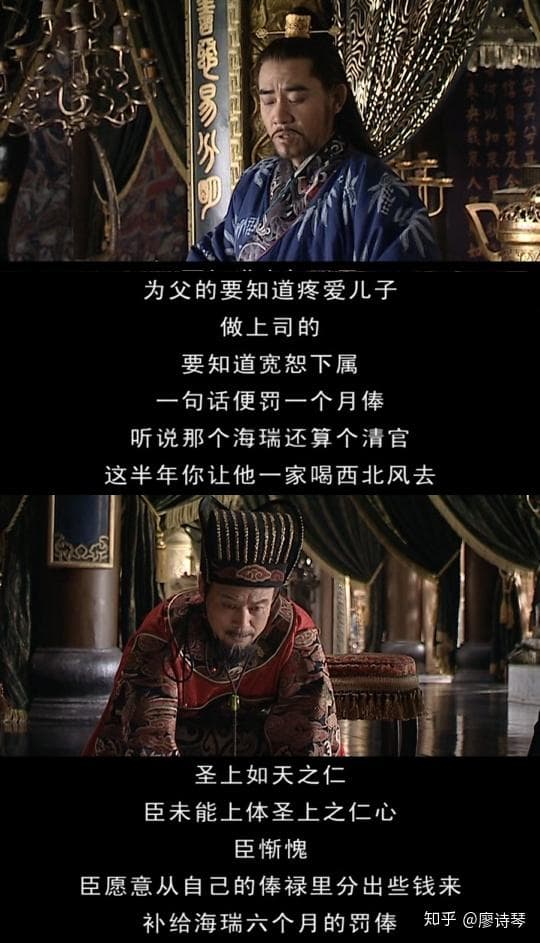 为父的要知道疼爱儿子
做上司的
要知道宽恕下属
一句话便罚一个月俸
听说那个海瑞还算个清官
这半年你让他一家喝西北风去
圣上如天之仁
臣未能上体圣上之仁心
臣惭愧
臣愿意从自己的俸禄里分出些钱来
补给海瑞六个月的罚俸
知乎 @廖诗琴